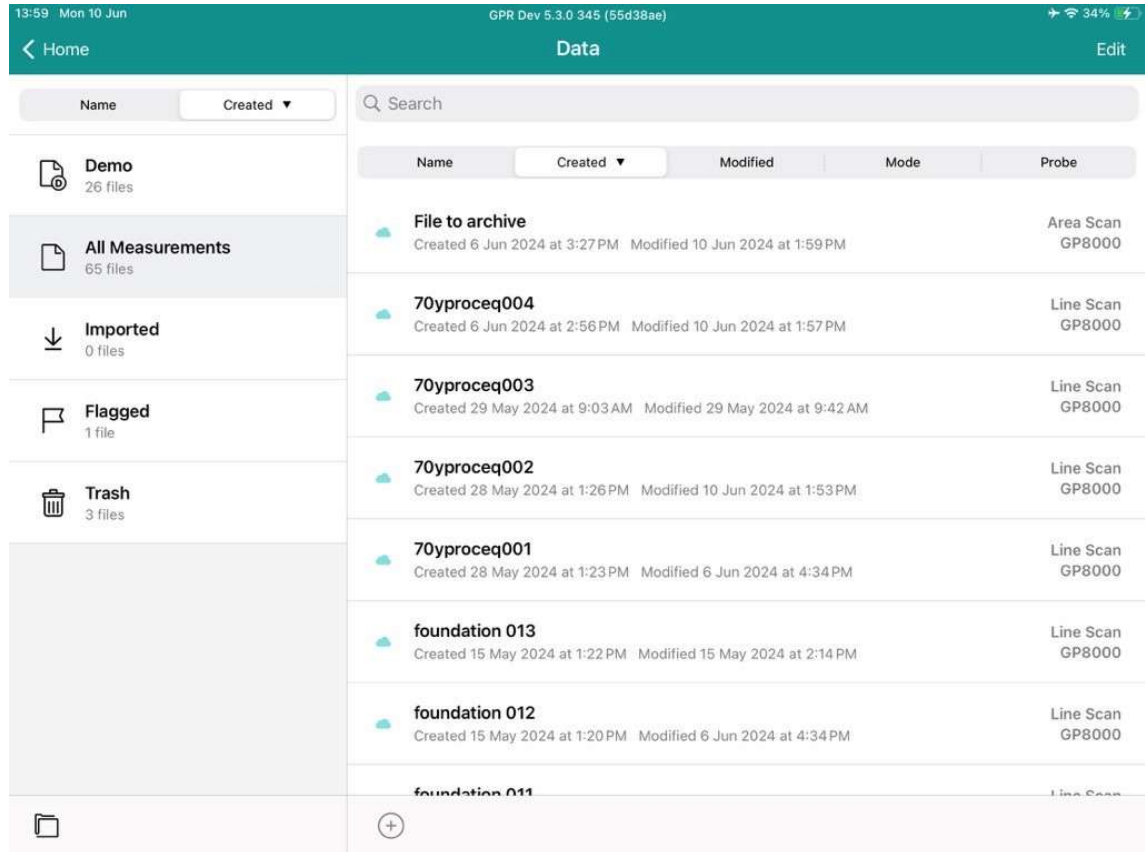 13:59 Mon 10 Jun
GPR Dev 5.3.0 345 (55d38ae)
34%
Home
Data
Edit
Name
Created ▼
Demo
26 files
All Measurements
65 files
Imported
0 files
Flagged
1 file
Trash
3 files
Search
Name Created ▼ Modified Mode Probe
File to archive
Created 6 Jun 2024 at 3:27 PM Modified 10 Jun 2024 at 1:59 PM
Area Scan
GP8000
70yproceq004
Created 6 Jun 2024 at 2:56 PM Modified 10 Jun 2024 at 1:57 PM
Line Scan
GP8000
70yproceq003
Created 29 May 2024 at 9:03 AM Modified 29 May 2024 at 9:42 AM
Line Scan
GP8000
70yproceq002
Created 28 May 2024 at 1:26 PM Modified 10 Jun 2024 at 1:53 PM
Line Scan
GP8000
70yproceq001
Created 28 May 2024 at 1:23 PM Modified 6 Jun 2024 at 4:34 PM
Line Scan
GP8000
foundation 013
Created 15 May 2024 at 1:22 PM Modified 15 May 2024 at 2:14 PM
Line Scan
GP8000
foundation 012
Created 15 May 2024 at 1:20 PM Modified 6 Jun 2024 at 4:34 PM
Line Scan
GP8000
foundation 011
Line Scan